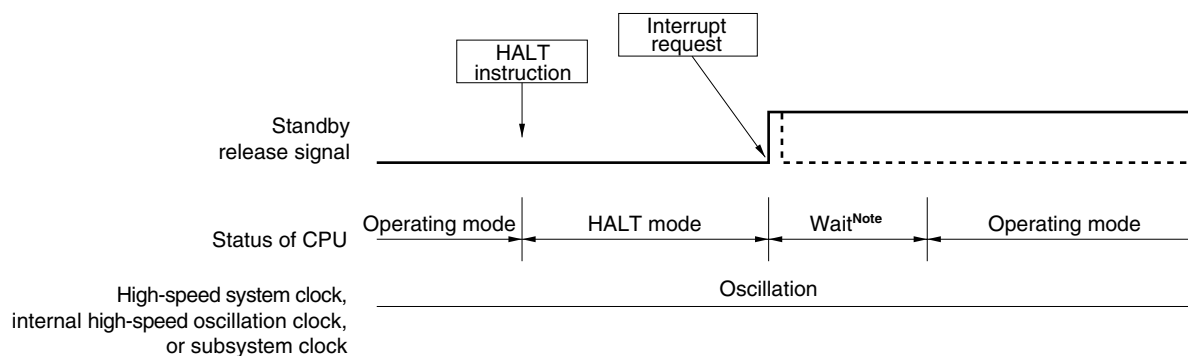 Interrupt
request
HALT
instruction
Standby
release signal
Status of CPU
Operating mode
HALT mode
WaitNote
Operating mode
High-speed system clock,
internal high-speed oscillation clock,
or subsystem clock
Oscillation